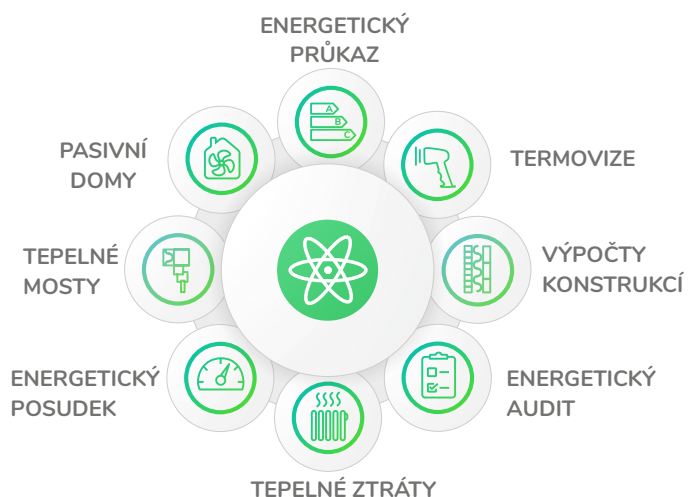 ENERGETICKÝ
PRŮKAZ
A
B
C
PASIVNÍ
DOMY
TERMOVIZE
TEPELNÉ
MOSTY
VÝPOČTY
KONSTRUKCÍ
ENERGETICKÝ
POSUDEK
ENERGETICKÝ
AUDIT
TEPELNÉ ZTRÁTY